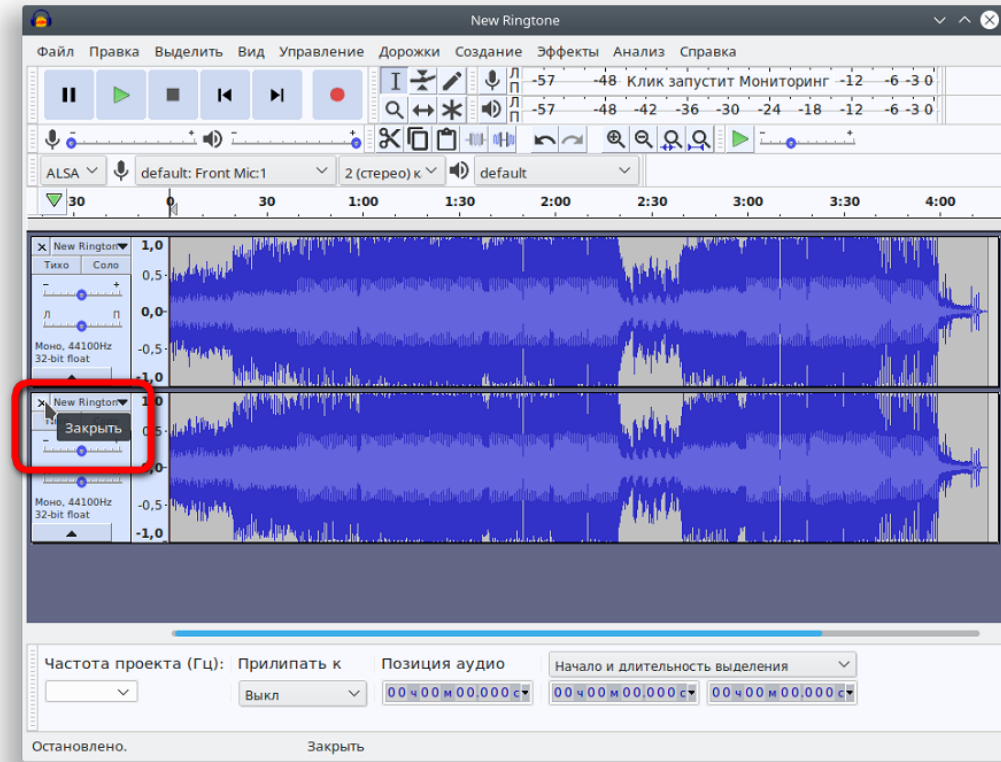 New Ringtone
Файл Правка Выделить Вид Управление Дорожки Создание Эффекты Анализ Справка
Л П -57 -48 Клик запустит Мониторинг -12 -6 -3 0
Л П -57 -48 -42 -36 -30 -24 -18 -12 -6 -3 0
ALSA default: Front Mic:1 2 (стерео) к default
30 0 30 1:00 1:30 2:00 2:30 3:00 3:30 4:00
x New Rington 1,0
Тихо Соло 0,5
- +
Л П 0,0
Моно, 44100Hz
32-bit float -0,5
-1,0
x New Rington 1,0
Закрыть 0,5
- +
0,0
Моно, 44100Hz
32-bit float -0,5
-1,0
Частота проекта (Гц): Прилипать к Позиция аудио Начало и длительность выделения
Выкл 00 ч 00 м 00.000 с 00 ч 00 м 00.000 с 00 ч 00 м 00.000 с
Остановлено. Закрыть